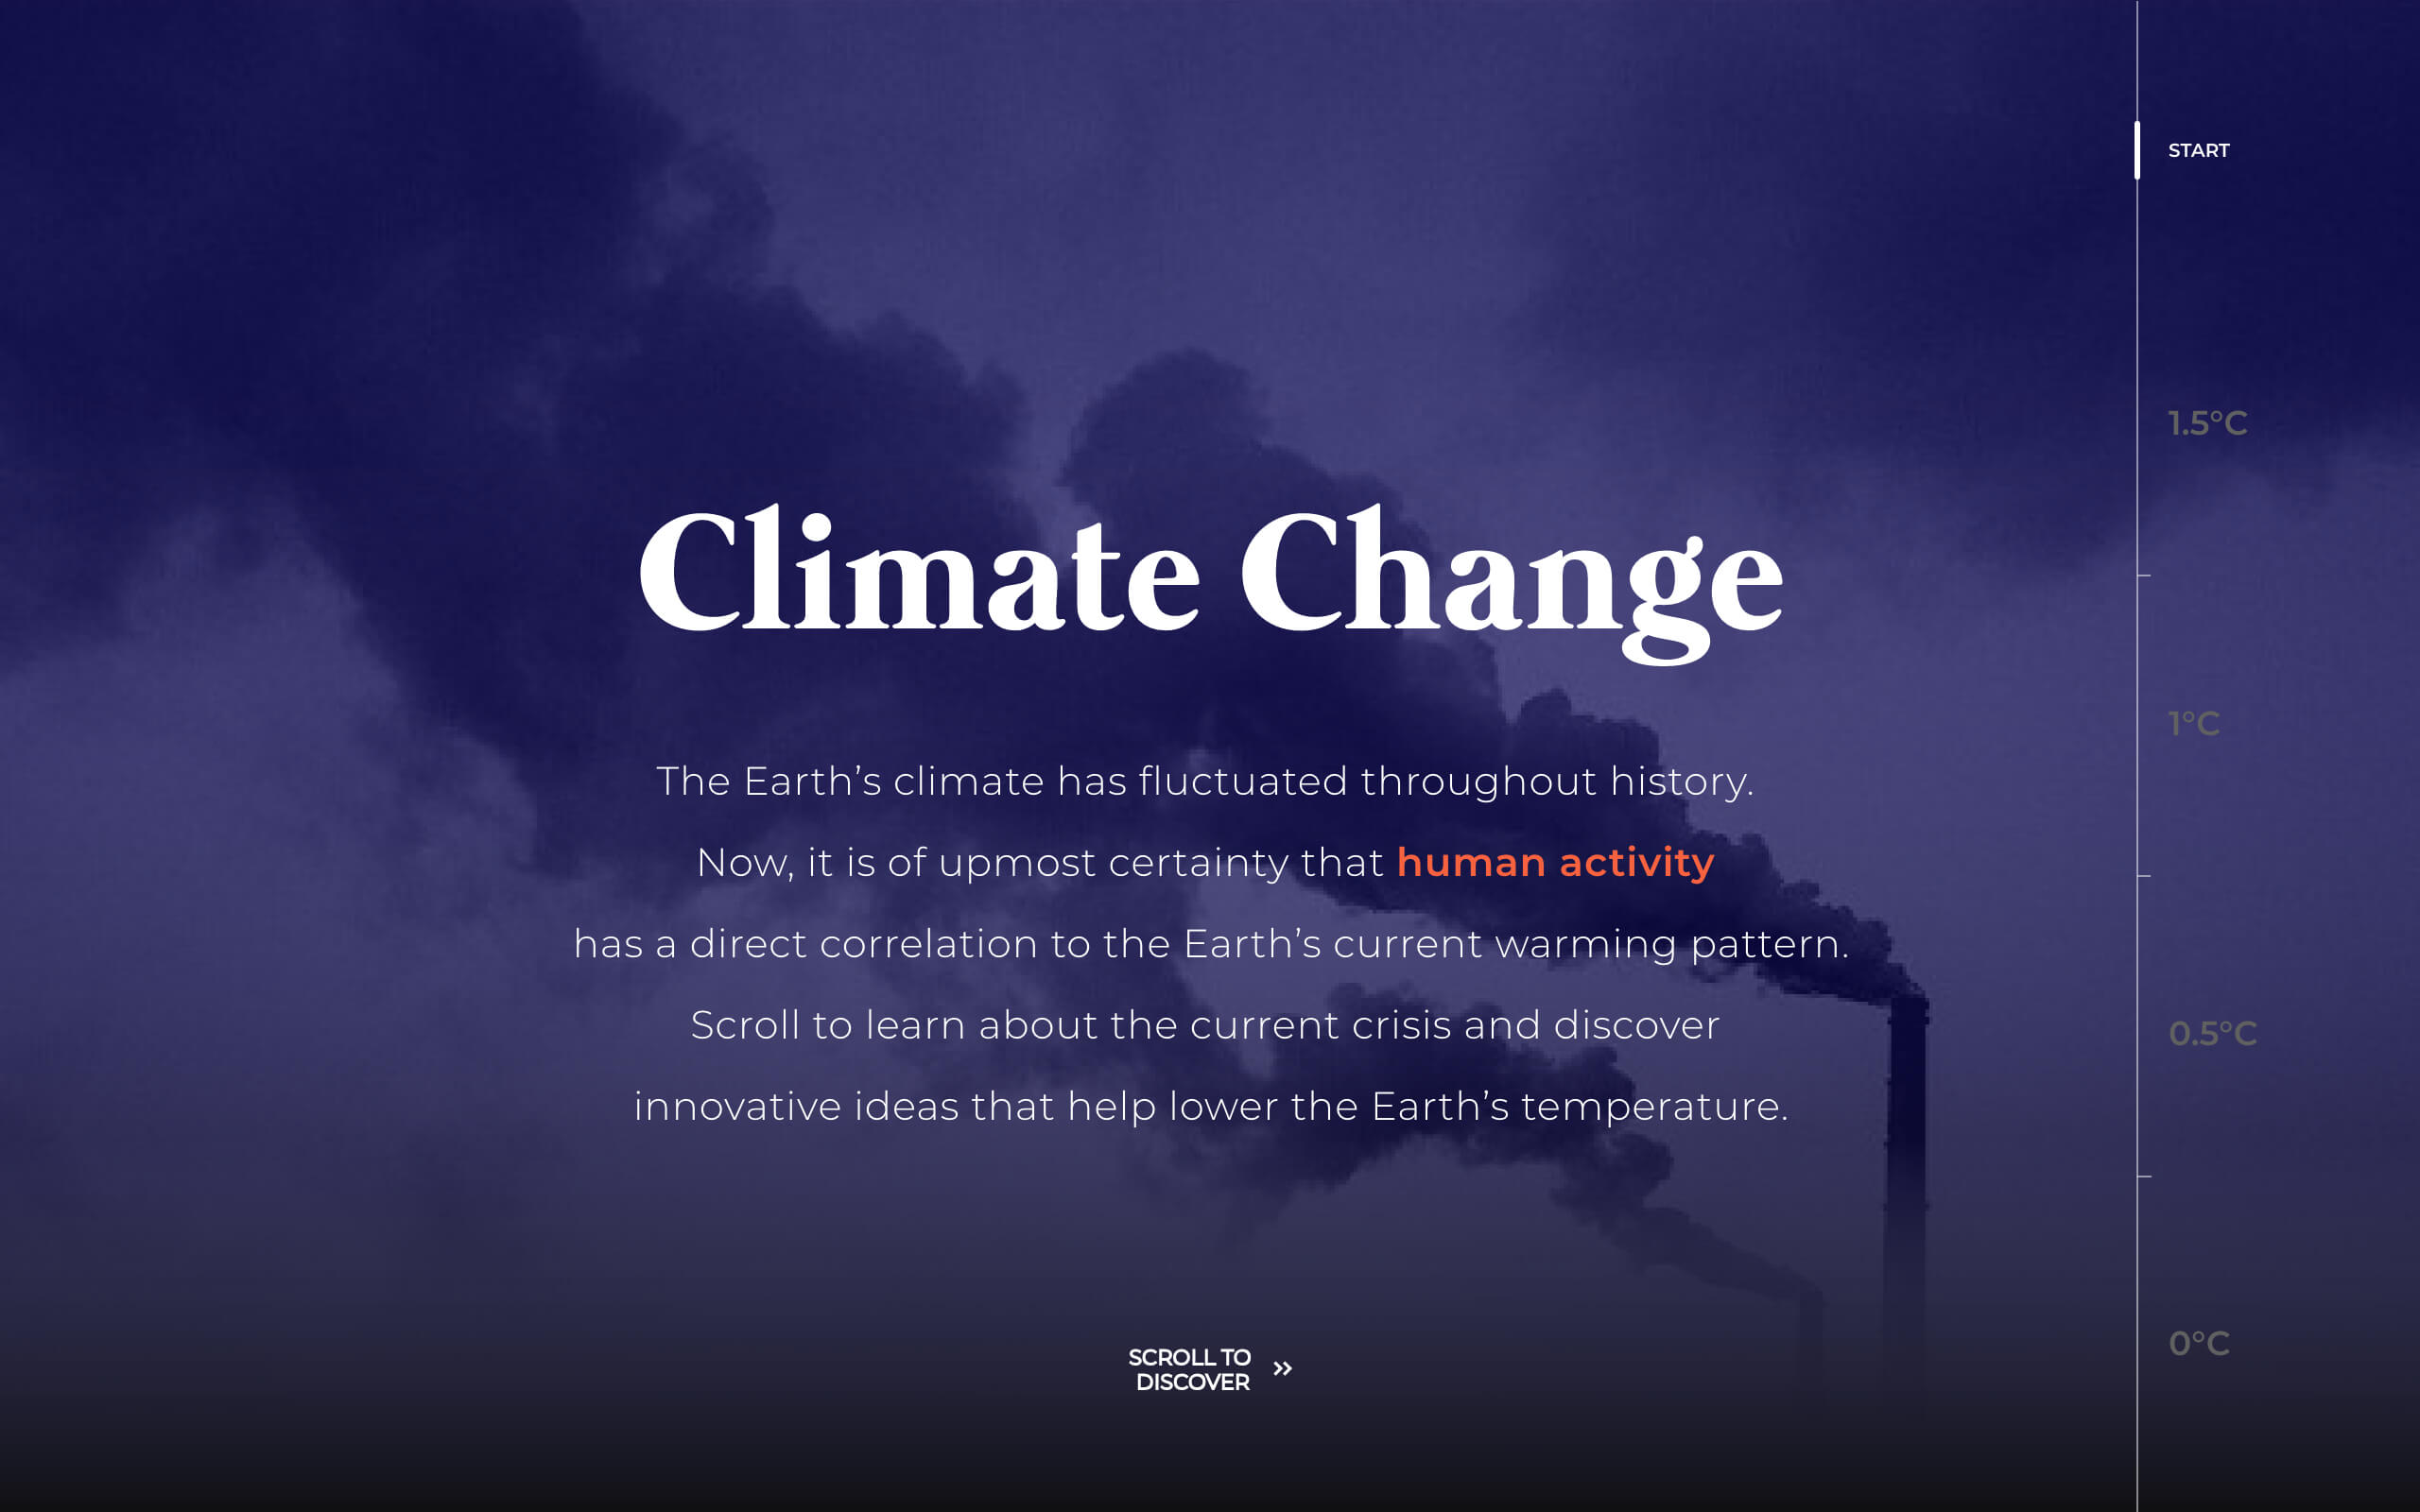 START
1.5°C
Climate Change
1°C
The Earth’s climate has fluctuated throughout history.
Now, it is of upmost certainty that human activity
has a direct correlation to the Earth’s current warming pattern.
Scroll to learn about the current crisis and discover
0.5°C
innovative ideas that help lower the Earth’s temperature.
SCROLL TO
DISCOVER »
0°C